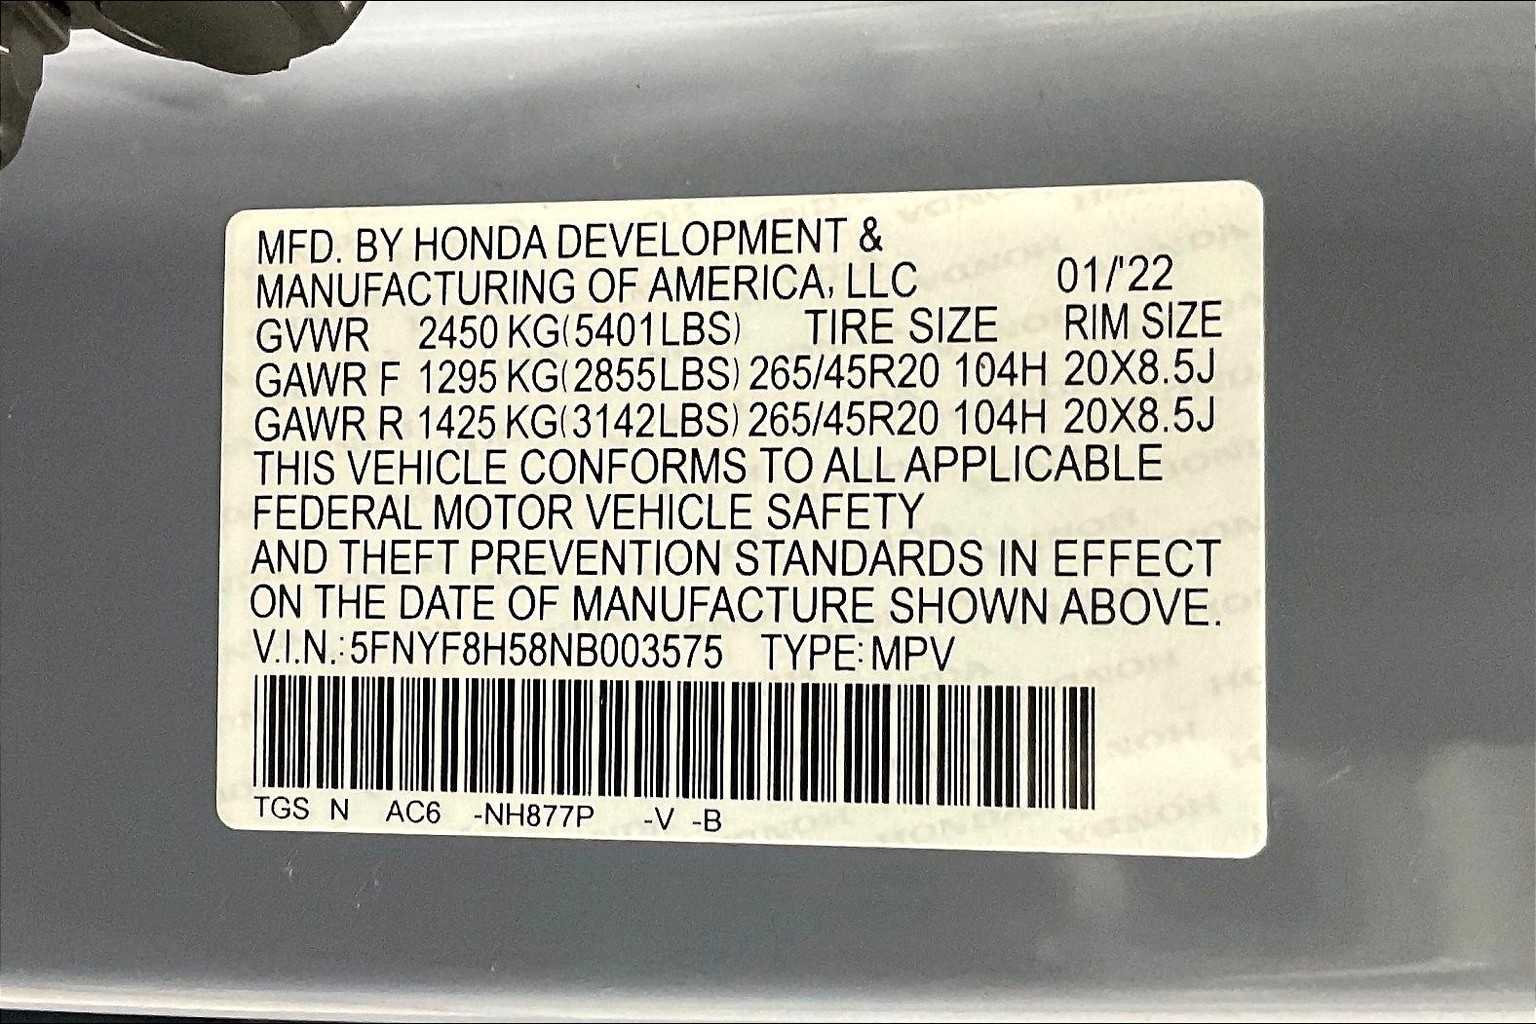 MFD. BY HONDA DEVELOPMENT &
MANUFACTURING OF AMERICA, LLC 01/'22
GVWR 2450 KG(5401LBS) TIRE SIZE RIM SIZE
GAWR F 1295 KG(2855LBS) 265/45R20 104H 20X8.5J
GAWR R 1425 KG(3142LBS) 265/45R20 104H 20X8.5J
THIS VEHICLE CONFORMS TO ALL APPLICABLE
FEDERAL MOTOR VEHICLE SAFETY
AND THEFT PREVENTION STANDARDS IN EFFECT
ON THE DATE OF MANUFACTURE SHOWN ABOVE.
V.I.N.: 5FNYF8H58NB003575 TYPE: MPV
TGS N AC6 -NH877P -V -B